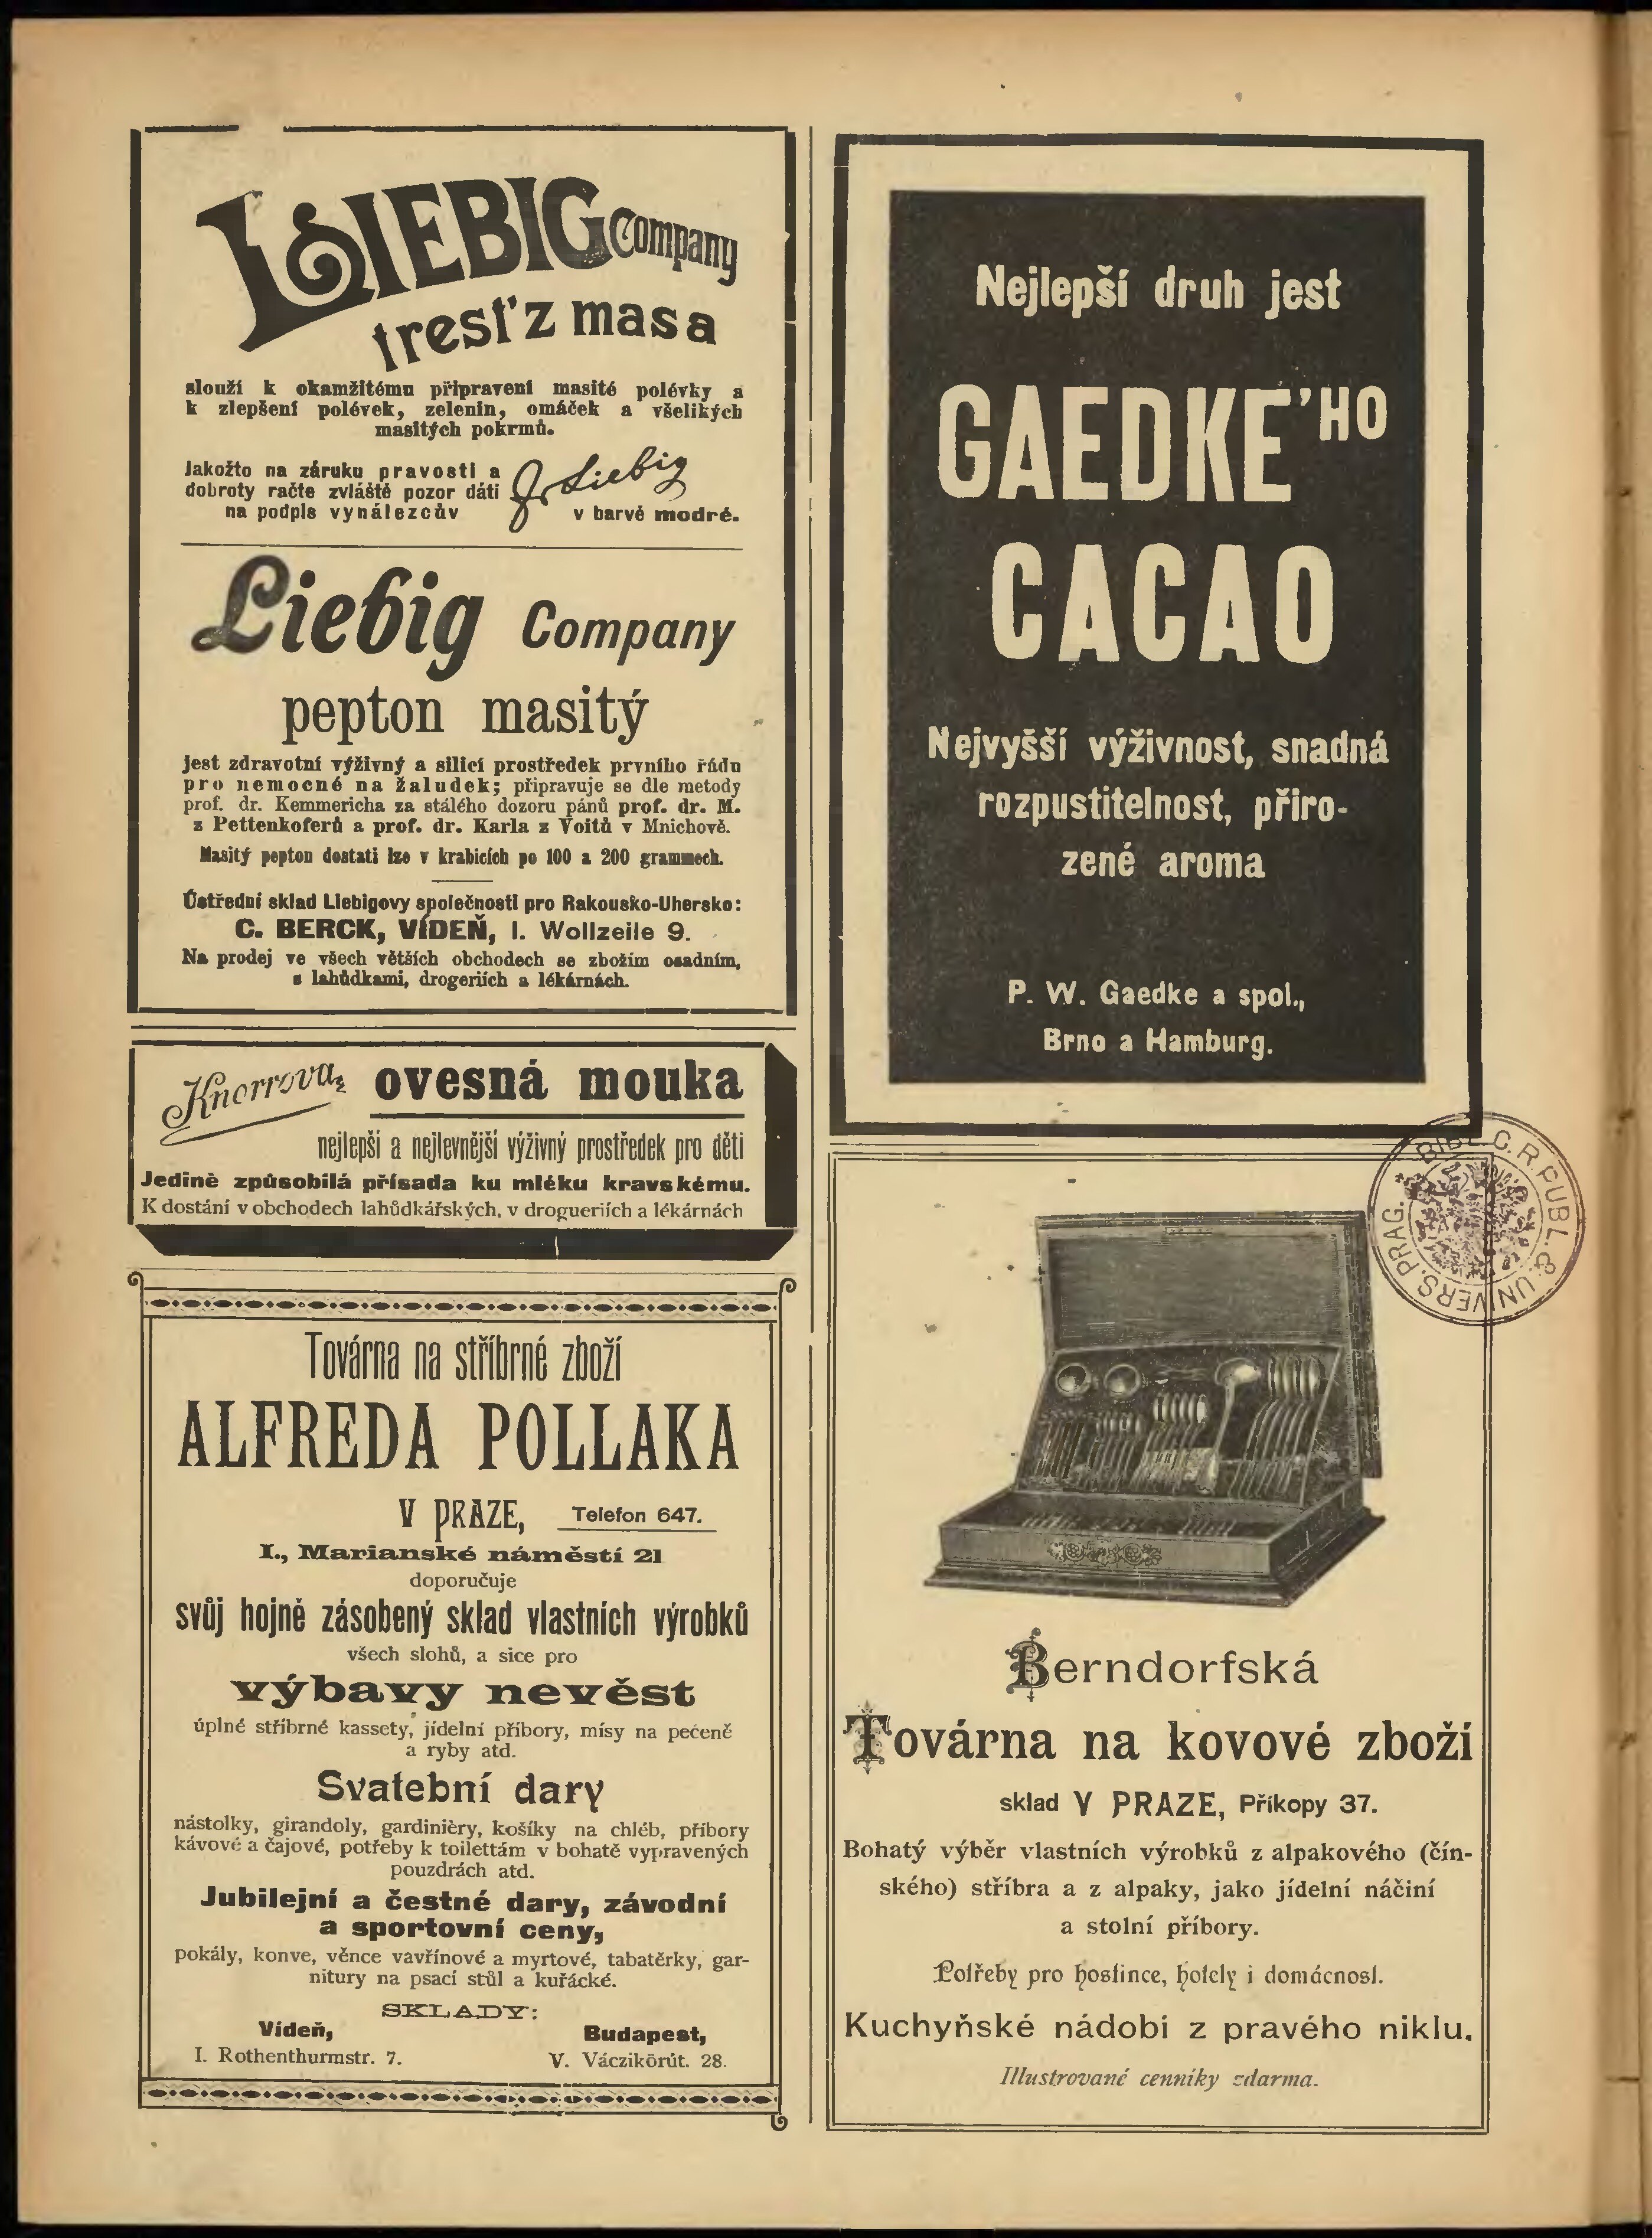 LIEBIG Company
tresť z masa
slouží k okamžitému připravení masité polévky a
k zlepšení polévek, zelenin, omáček a všelikých
masitých pokrmů.
Jakožto na záruku pravosti a
dobroty račte zvláště pozor dáti
na podpis vynálezcův
J. Liebig
v barvě modré.
Liebig Company
pepton masitý
jest zdravotní výživný a silicí prostředek prvního řádu
pro nemocné na žaludek; připravuje se dle metody
prof. dr. Kemmericha za stálého dozoru pánů prof. dr. M.
z Pettenkoferů a prof. dr. Karla z Voitů v Mnichově.
Masitý pepton dostati lze v krabicích po 100 a 200 grammech.
Ústřední sklad Liebigovy společnosti pro Rakousko-Uhersko:
C. BERCK, VÍDEŇ, I. Wollzeile 9.
Na prodej ve všech větších obchodech se zbožím osadním,
s lahůdkami, drogeriích a lékárnách.
Knorrova ovesná mouka
nejlepši a nejlevnější výživný prostředek pro děti
Jedině způsobilá přísada ku mléku kravskému.
K dostání v obchodech lahůdkářských, v drogueriích a lékárnách
Továrna na stříbrné zboží
ALFREDA POLLAKA
V PRAZE, Telefon 647.
I., Marianské náměstí 21
doporučuje
svůj hojně zásobený sklad vlastních výrobků
všech slohů, a sice pro
výbavy nevěst
úplné stříbrné kassety, jídelní příbory, mísy na pečeně
a ryby atd.
Svatební dary
nástolky, girandoly, gardinièry, košíky na chléb, příbory
kávové a čajové, potřeby k toilettám v bohatě vypravených
pouzdrách atd.
Jubilejní a čestné dary, závodní
a sportovní ceny,
pokály, konve, věnce vavřínové a myrtové, tabatěrky, gar-
nitury na psací stůl a kuřácké.
SKLADY:
Vídeň,
I. Rothenthurmstr. 7.
Budapest,
V. Váczikörút. 28.
Nejlepší druh jest
GAEDKE'HO
CACAO
Nejvyšší výživnost, snadná
rozpustitelnost, přiro-
zené aroma
P. W. Gaedke a spol.,
Brno a Hamburg.
BIBL. C. R. PUBL. & UNIVERS. PRAG.
Berndorfská
Továrna na kovové zboží
sklad V PRAZE, Příkopy 37.
Bohatý výběr vlastních výrobků z alpakového (čín-
ského) stříbra a z alpaky, jako jídelní náčiní
a stolní příbory.
Potřeby pro hostince, hotely i domácnost.
Kuchyňské nádobí z pravého niklu.
Illustrované cenníky zdarma.